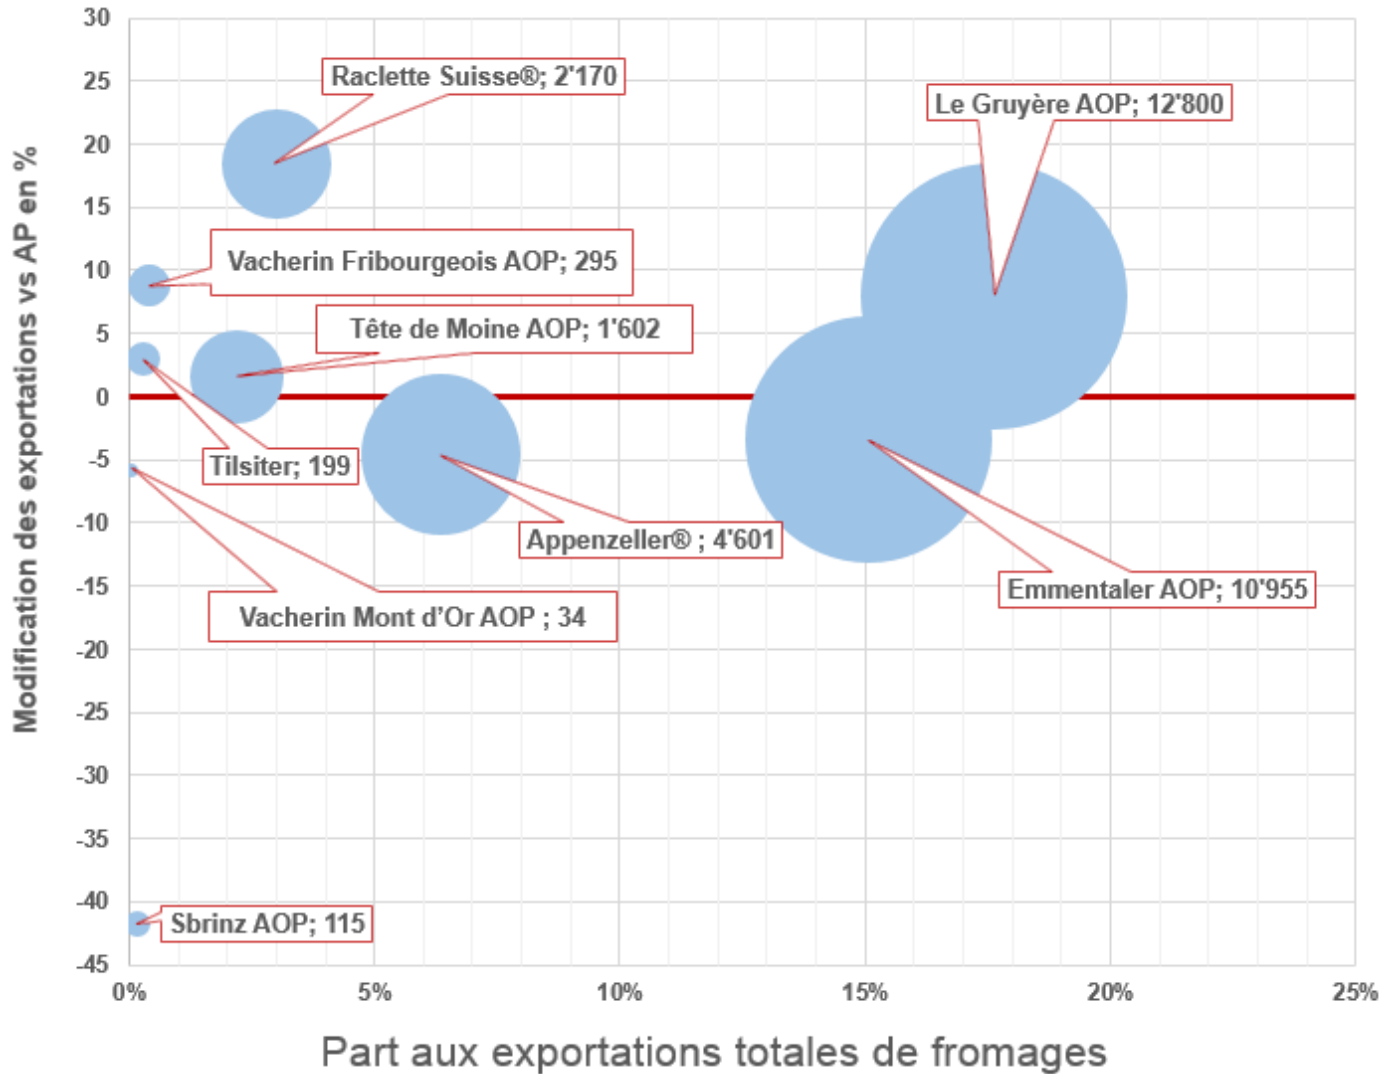 Modification des exportations vs AP en %
30
25
20
15
10
5
0
-5
-10
-15
-20
-25
-30
-35
-40
-45
Raclette Suisse®; 2'170
Le Gruyère AOP; 12'800
Vacherin Fribourgeois AOP; 295
Tête de Moine AOP; 1'602
Tilsiter; 199
Appenzeller® ; 4'601
Emmentaler AOP; 10'955
Vacherin Mont d’Or AOP ; 34
Sbrinz AOP; 115
0% 5% 10% 15% 20% 25%
Part aux exportations totales de fromages